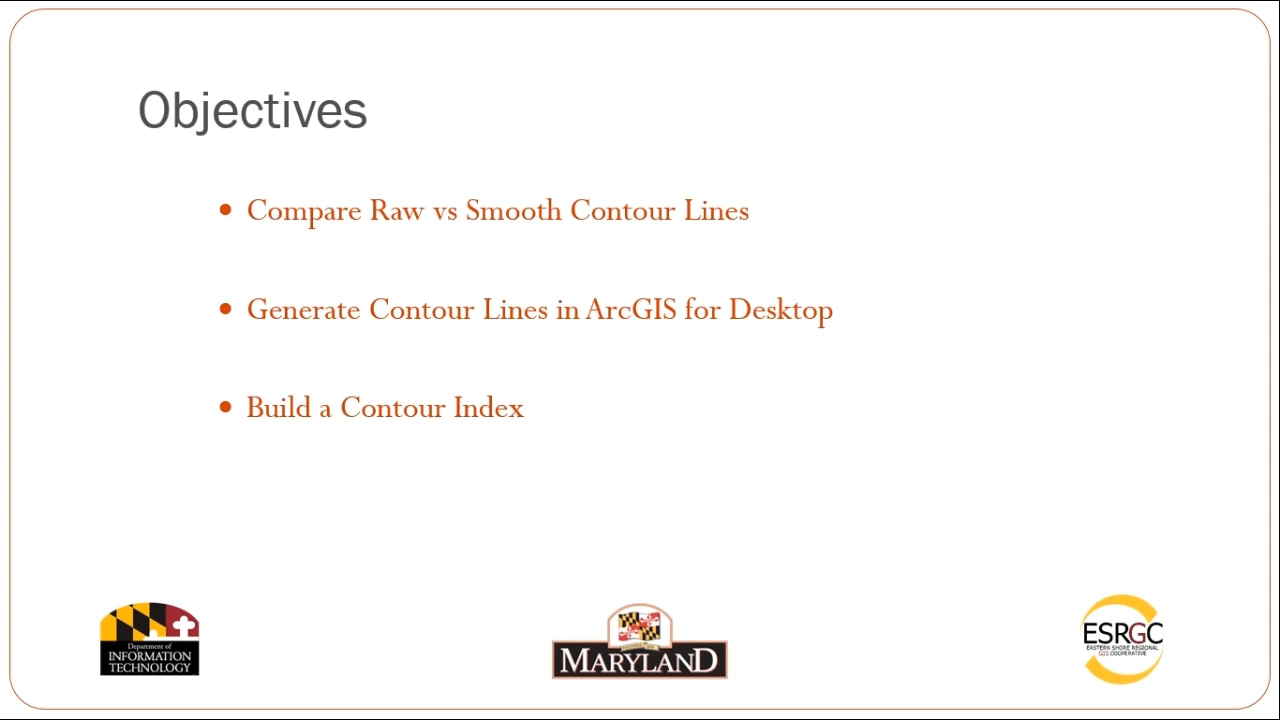 Objectives
• Compare Raw vs Smooth Contour Lines
• Generate Contour Lines in ArcGIS for Desktop
• Build a Contour Index
Department of
INFORMATION
TECHNOLOGY
MARYLAND
ESRGC
EASTERN SHORE REGIONAL
GIS COOPERATIVE